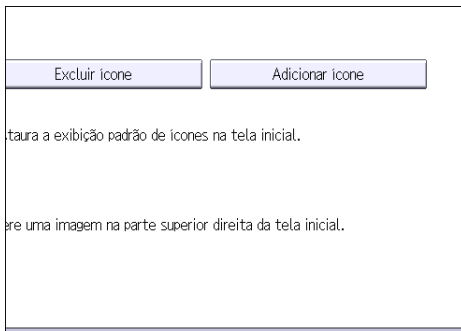 Excluir ícone Adicionar ícone
taura a exibição padrão de ícones na tela inicial.
ere uma imagem na parte superior direita da tela inicial.